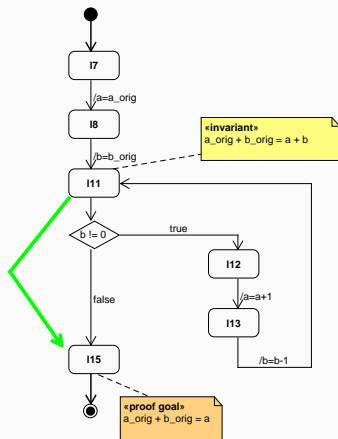 l7
/a=a_orig
l8
/b=b_orig
«invariant»
a_orig + b_orig = a + b
l11
b != 0
true
l12
/a=a+1
false
l13
/b=b-1
l15
«proof goal»
a_orig + b_orig = a